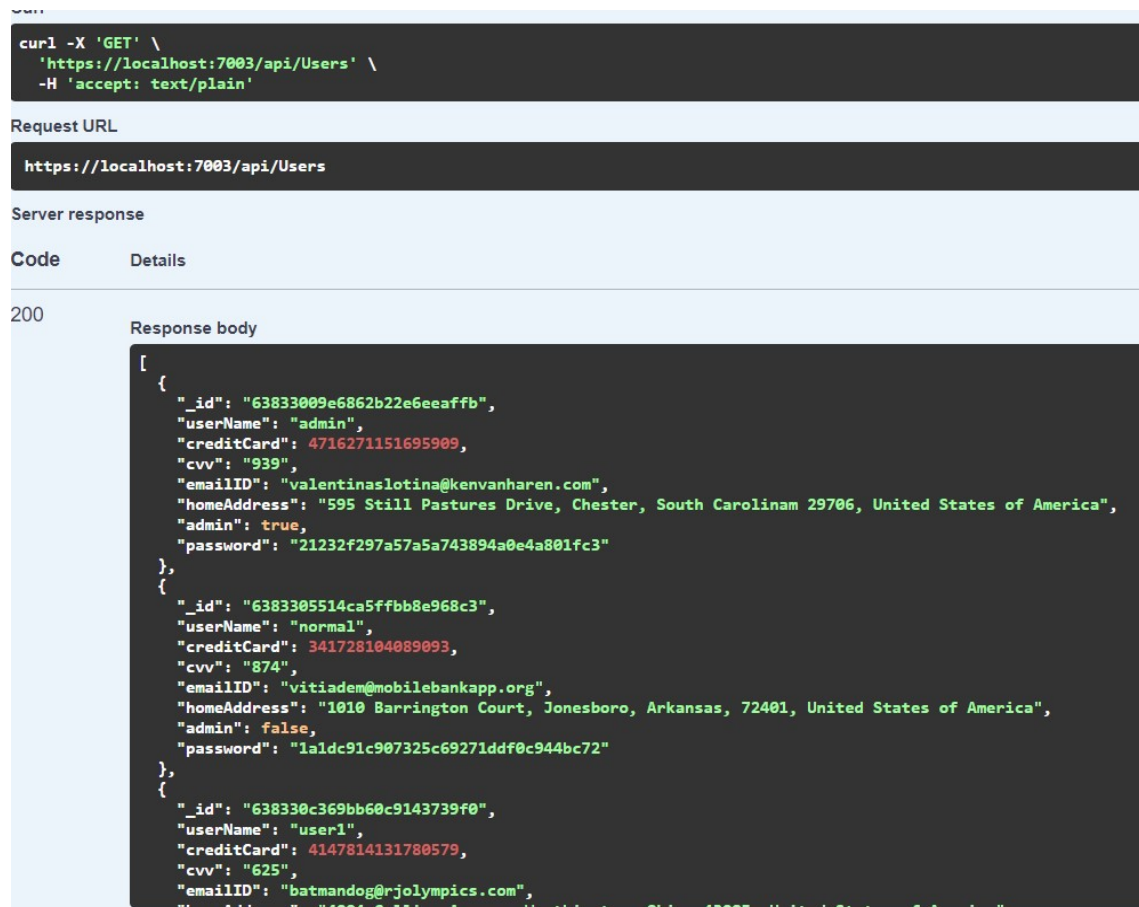 curl -X 'GET' \
'https://localhost:7003/api/Users' \
-H 'accept: text/plain'
Request URL
https://localhost:7003/api/Users
Server response
Code Details
200
Response body
[
{
"_id": "63833009e6862b22e6eeaffb",
"userName": "admin",
"creditCard": 4716271151695909,
"cvv": "939",
"emailID": "valentinaslotina@kenvanharen.com",
"homeAddress": "595 Still Pastures Drive, Chester, South Carolinam 29706, United States of America",
"admin": true,
"password": "21232f297a57a5a743894a0e4a801fc3"
},
{
"_id": "6383305514ca5ffbb8e968c3",
"userName": "normal",
"creditCard": 341728104089093,
"cvv": "874",
"emailID": "vitiadem@mobilebankapp.org",
"homeAddress": "1010 Barrington Court, Jonesboro, Arkansas, 72401, United States of America",
"admin": false,
"password": "1a1dc91c907325c69271ddf0c944bc72"
},
{
"_id": "638330c369bb60c9143739f0",
"userName": "user1",
"creditCard": 4147814131780579,
"cvv": "625",
"emailID": "batmandog@rjolympics.com",